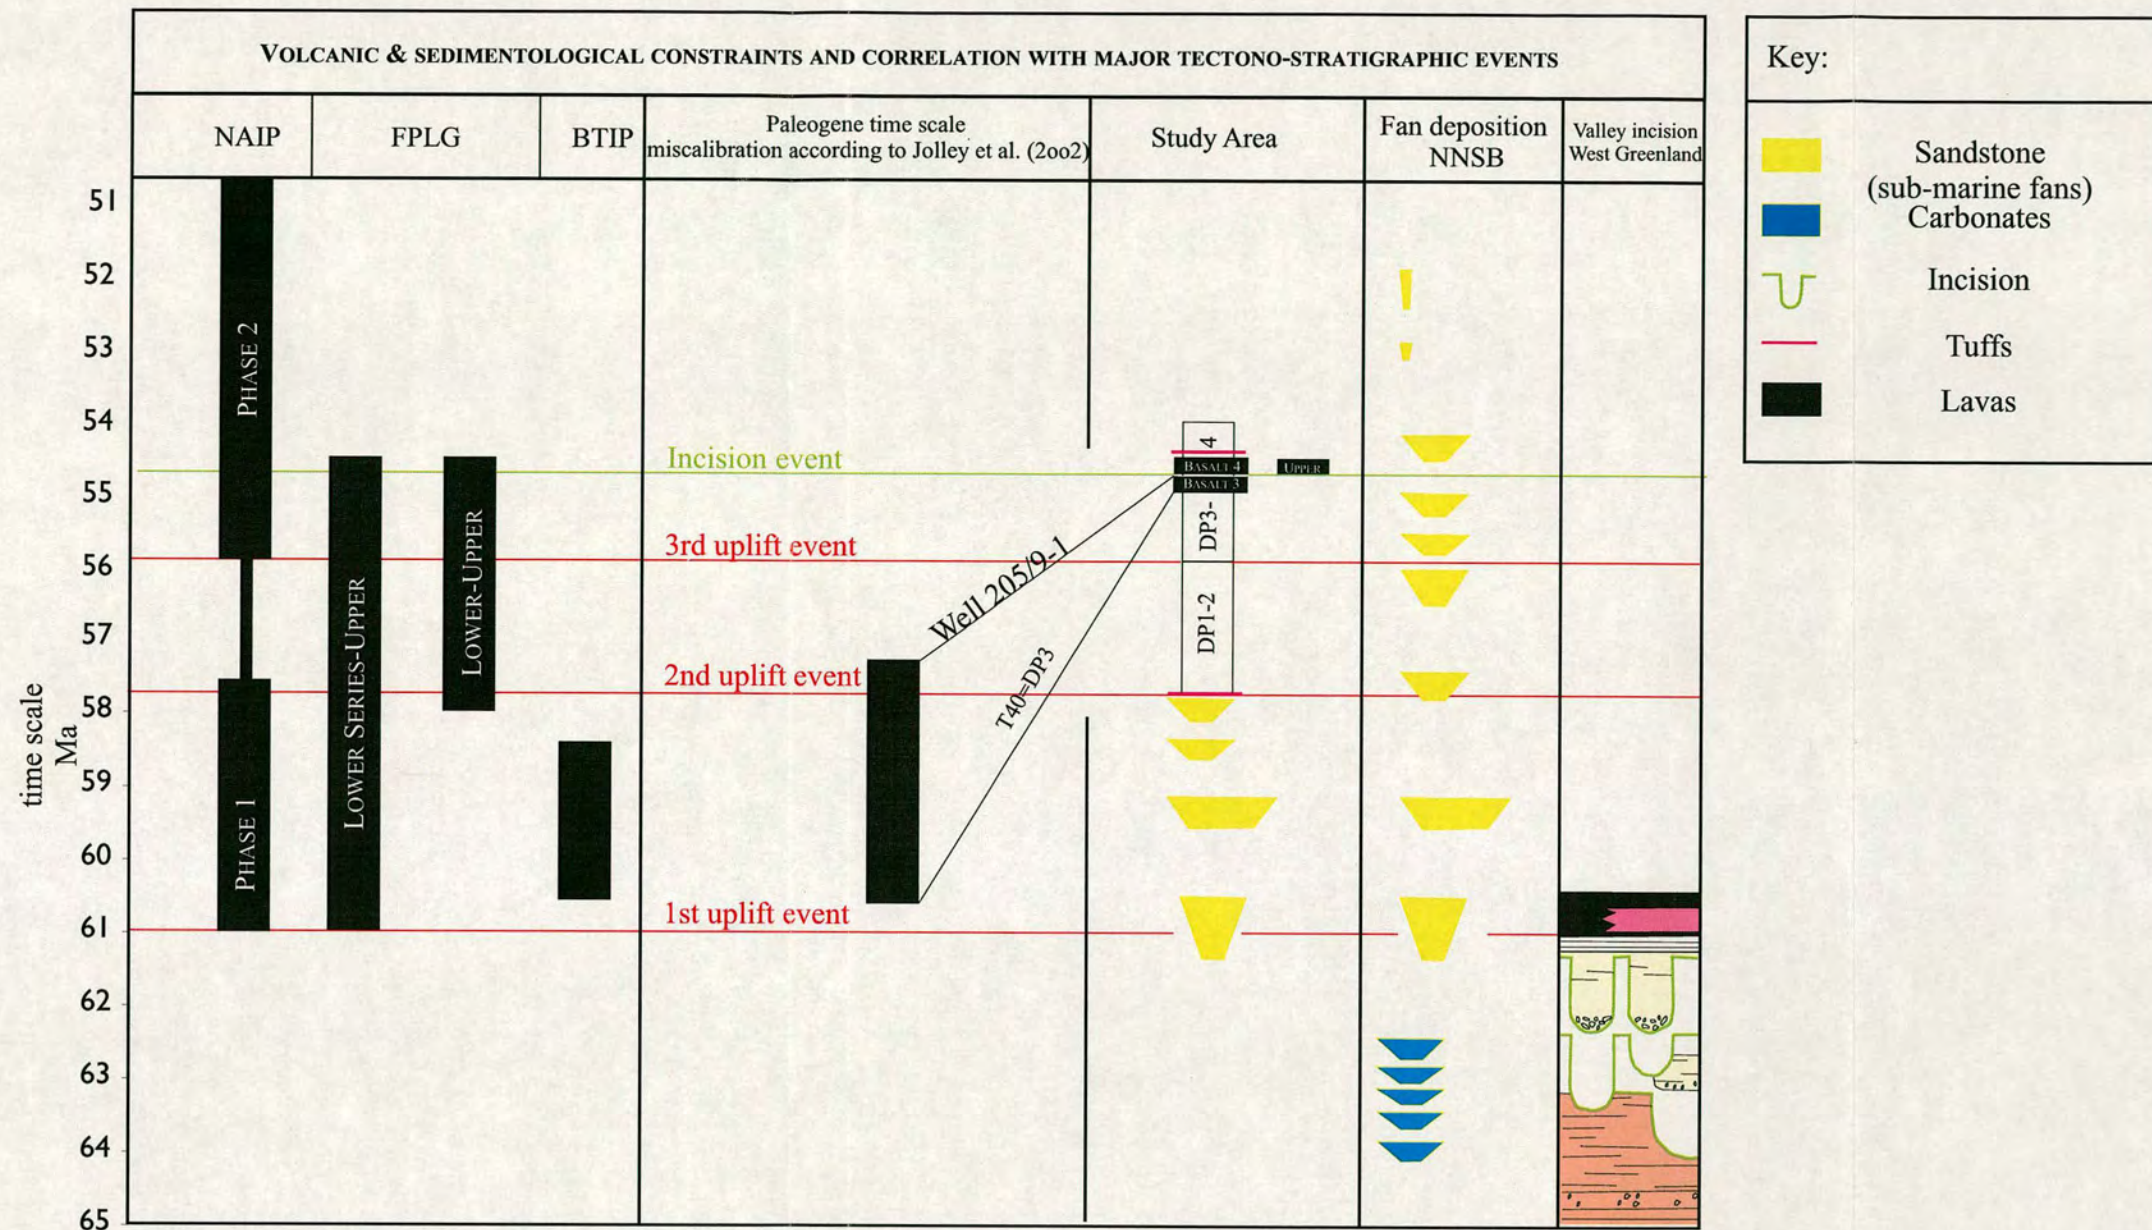 VOLCANIC & SEDIMENTOLOGICAL CONSTRAINTS AND CORRELATION WITH MAJOR TECTONO-STRATIGRAPHIC EVENTS
NAIP
FPLG
BTIP
Paleogene time scale
miscalibration according to Jolley et al. (2oo2)
Study Area
Fan deposition
NNSB
Valley incision
West Greenland
time scale
Ma
51
52
53
54
55
56
57
58
59
60
61
62
63
64
65
PHASE 2
PHASE 1
LOWER SERIES-UPPER
LOWER-UPPER
Incision event
3rd uplift event
2nd uplift event
1st uplift event
Well 205/9-1
T40=DP3
4
BASALT 4
BASALT 3
UPPER
DP3-
DP1-2
Key:
Sandstone
(sub-marine fans)
Carbonates
Incision
Tuffs
Lavas